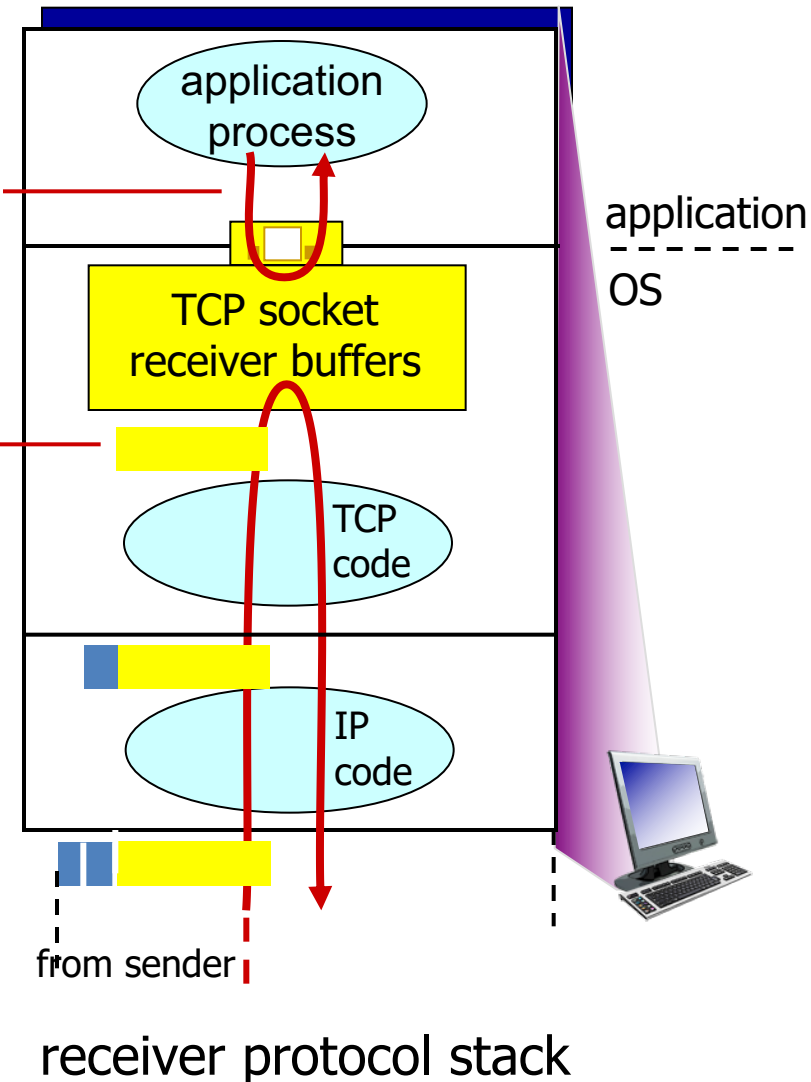 application
process
application
OS
TCP socket
receiver buffers
TCP
code
IP
code
from sender
receiver protocol stack